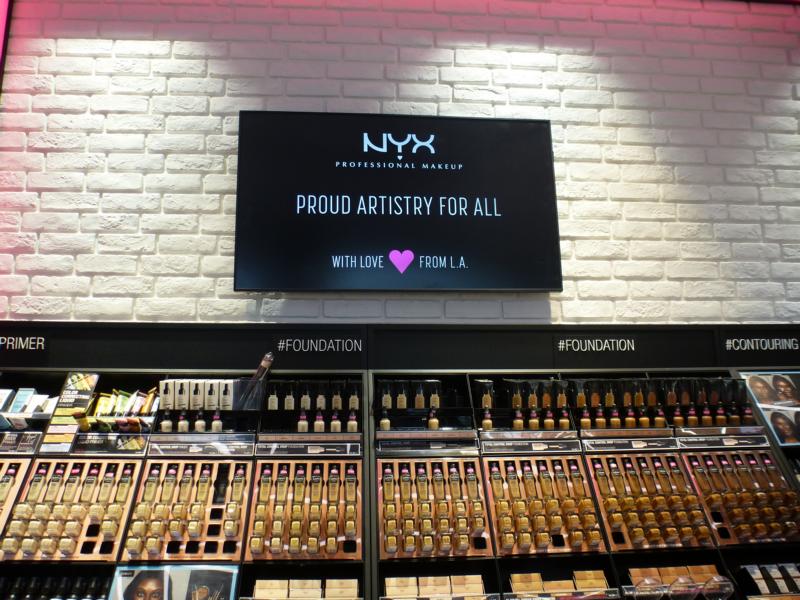 NYX
PROFESSIONAL MAKEUP
PROUD ARTISTRY FOR ALL
WITH LOVE FROM L.A.
PRIMER
#FOUNDATION
#FOUNDATION
#CONTOURING